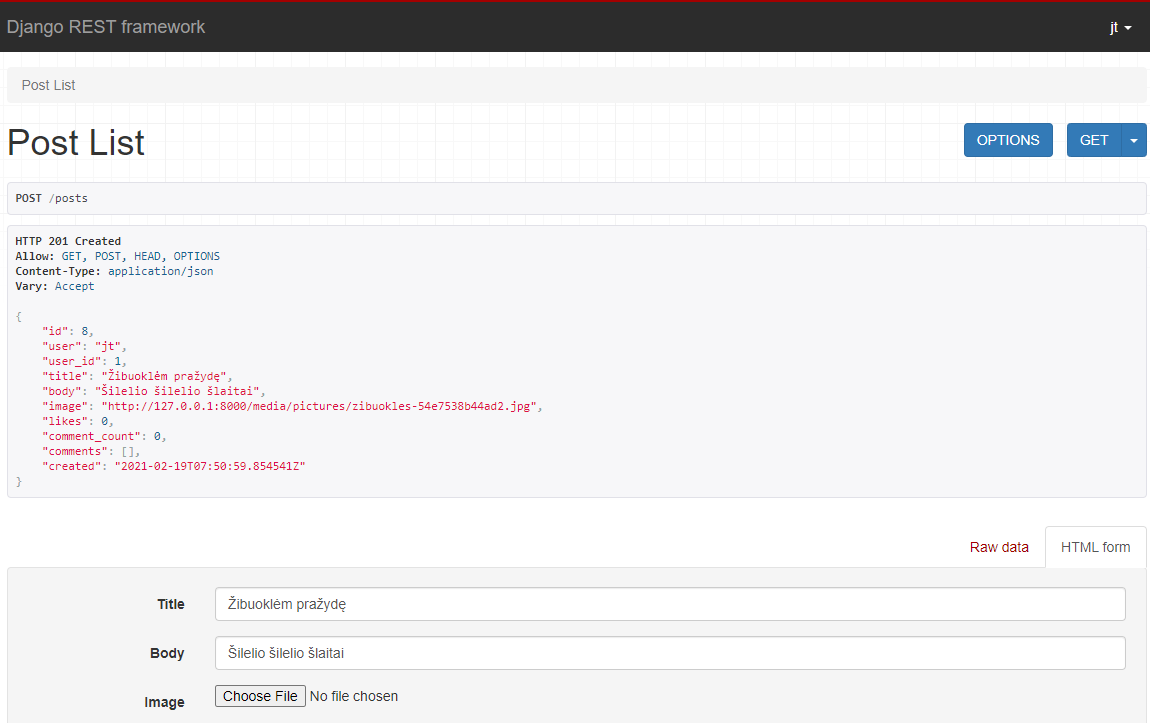 Django REST framework
jt
Post List
Post List
OPTIONS
GET
POST /posts
HTTP 201 Created
Allow: GET, POST, HEAD, OPTIONS
Content-Type: application/json
Vary: Accept
{
"id": 8,
"user": "jt",
"user_id": 1,
"title": "Žibuoklėm pražydę",
"body": "Šilelio šilelio šlaitai",
"image": "http://127.0.0.1:8000/media/pictures/zibuokles-54e7538b44ad2.jpg",
"likes": 0,
"comment_count": 0,
"comments": [],
"created": "2021-02-19T07:50:59.854541Z"
}
Raw data
HTML form
Title
Žibuoklėm pražydę
Body
Šilelio šilelio šlaitai
Image
Choose File No file chosen